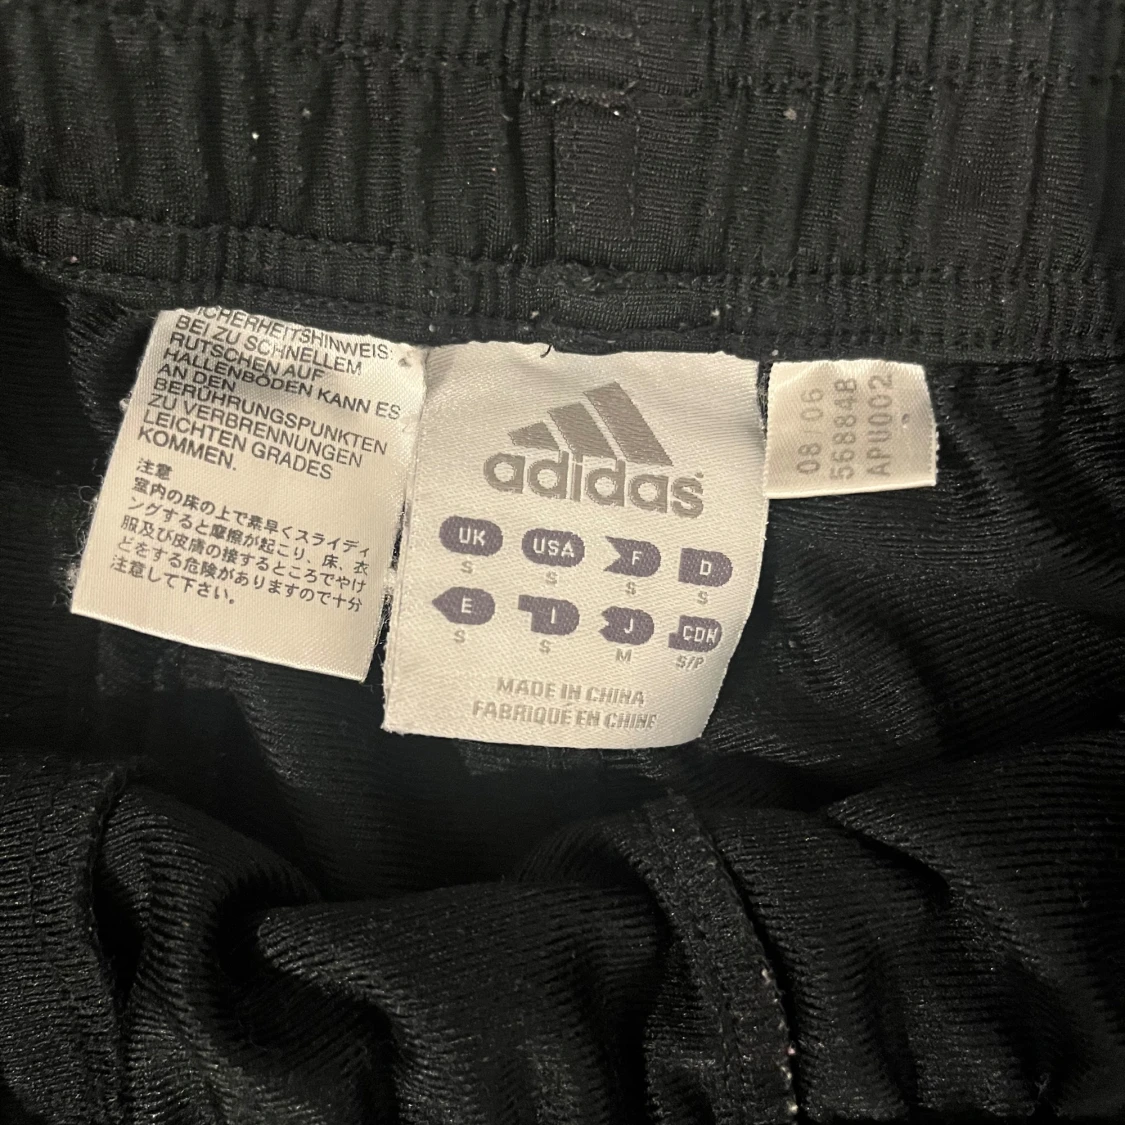 SICHERHEITSHINWEIS:
BEI ZU SCHNELLEM
RUTSCHEN AUF
HALLENBÖDEN KANN ES
AN DEN
BERÜHRUNGSPUNKTEN
ZU VERBRENNUNGEN
LEICHTEN GRADES
KOMMEN.
注意
室内の床の上で素早くスライディ
ングすると摩擦が起こり、床、衣
服及び皮膚の接するところでやけ
どをする危険がありますので十分
注意して下さい。
adidas
UK USA F D
S S S S
E I J CDN
S S M S/P
MADE IN CHINA
FABRIQUÉ EN CHINE
08 06
568848
APU002